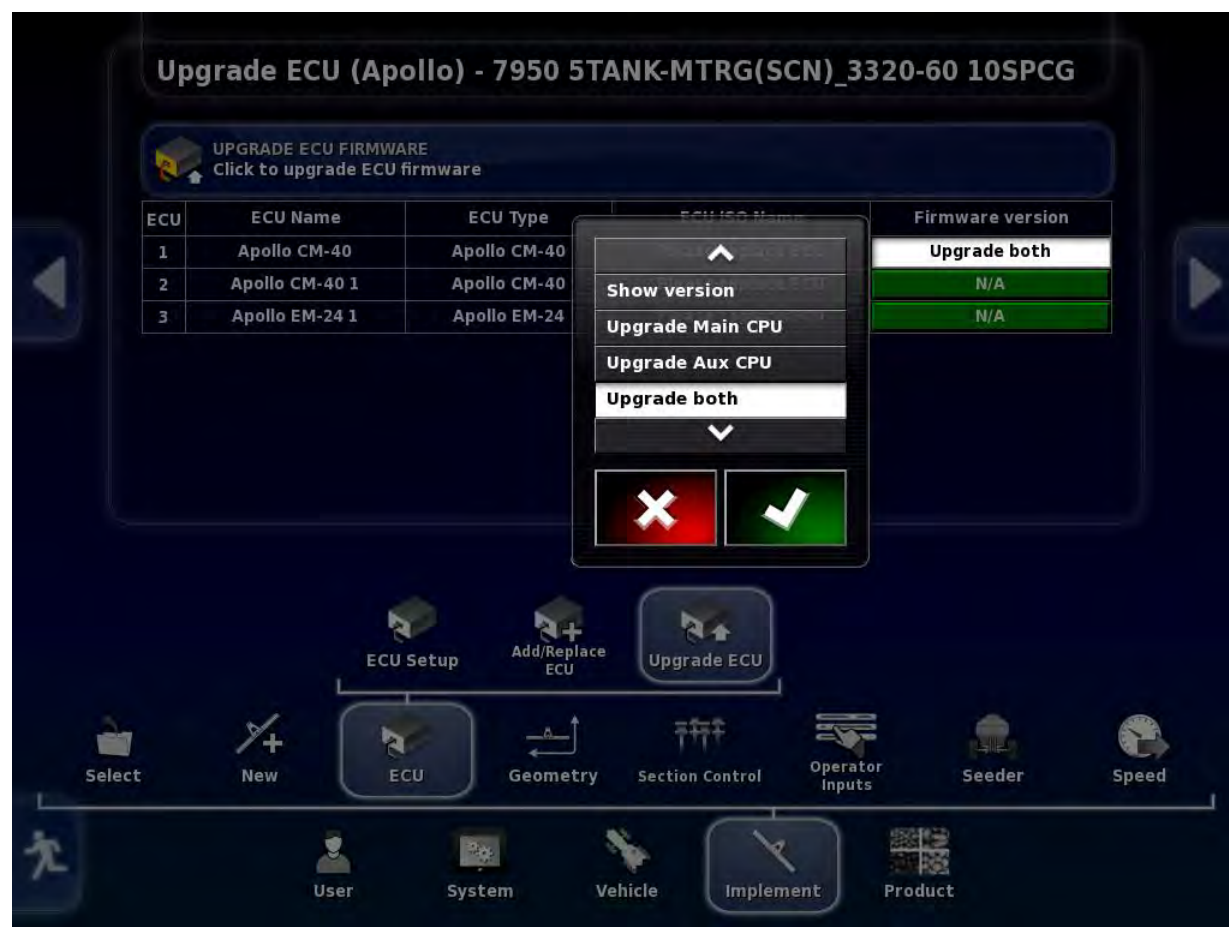 Upgrade ECU (Apollo) - 7950 5TANK-MTRG(SCN)_3320-60 10SPCG
UPGRADE ECU FIRMWARE
Click to upgrade ECU firmware
ECU ECU Name ECU Type ECU ISO Name Firmware version
1 Apollo CM-40 Apollo CM-40 Upgrade both
2 Apollo CM-40 1 Apollo CM-40 N/A
3 Apollo EM-24 1 Apollo EM-24 N/A
Show version
Upgrade Main CPU
Upgrade Aux CPU
Upgrade both
ECU Setup
Add/Replace
ECU
Upgrade ECU
Select
New
ECU
Geometry
Section Control
Operator
Inputs
Seeder
Speed
User
System
Vehicle
Implement
Product